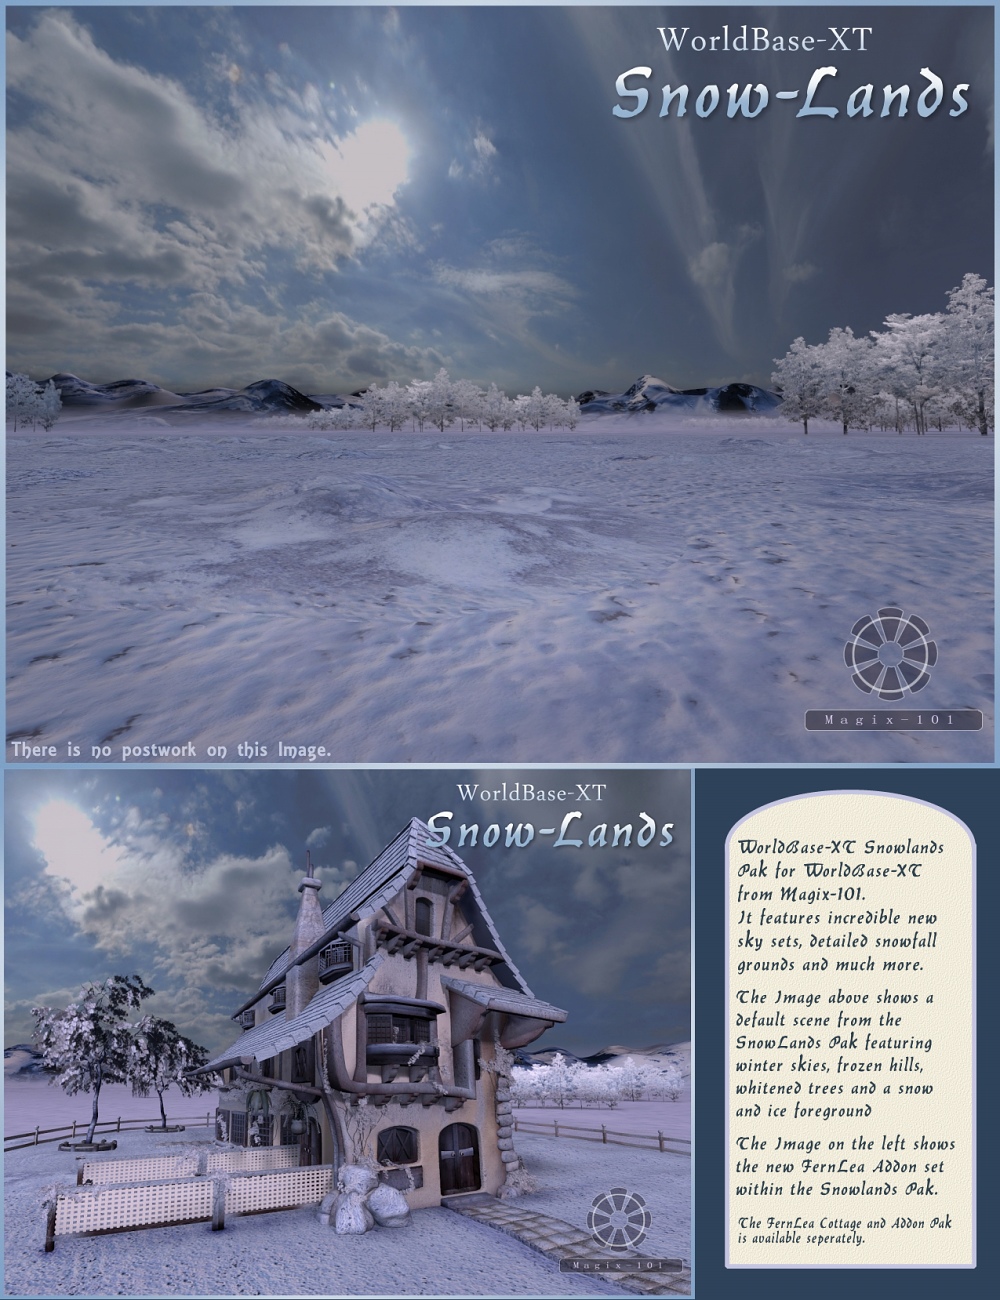 WorldBase-XT
Snow-Lands
Magix-101
There is no postwork on this Image.
WorldBase-XT
Snow-Lands
Magix-101
WorldBase-XT Snowlands
Pak for WorldBase-XT
from Magix-101.
It features incredible new
sky sets, detailed snowfall
grounds and much more.
The Image above shows a
default scene from the
SnowLands Pak featuring
winter skies, frozen hills,
whitened trees and a snow
and ice foreground
The Image on the left shows
the new FernLea Addon set
within the Snowlands Pak.
The FernLea Cottage and Addon Pak
is available seperately.